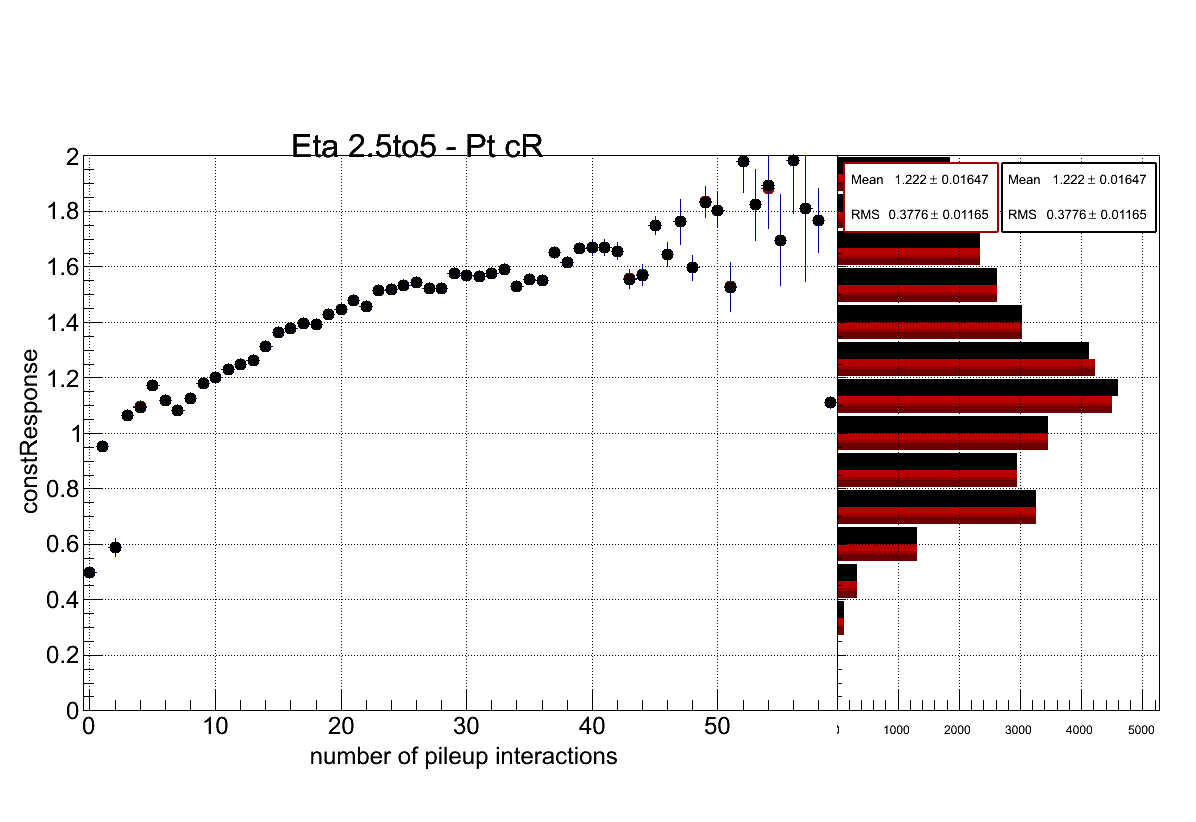 Eta 2.5to5 - Pt cR
2
1.8
1.6
1.4
1.2
1
0.8
0.6
0.4
0.2
0
constResponse
0 10 20 30 40 50
number of pileup interactions
Mean 1.222 ± 0.01647
RMS 0.3776 ± 0.01165
Mean 1.222 ± 0.01647
RMS 0.3776 ± 0.01165
1000 2000 3000 4000 5000